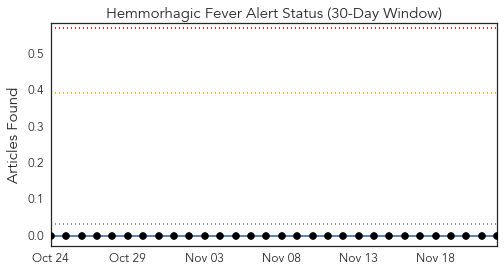 Hemmorhagic Fever Alert Status (30-Day Window)
Articles Found
0.5
0.4
0.3
0.2
0.1
0.0
Oct 24 Oct 29 Nov 03 Nov 08 Nov 13 Nov 18